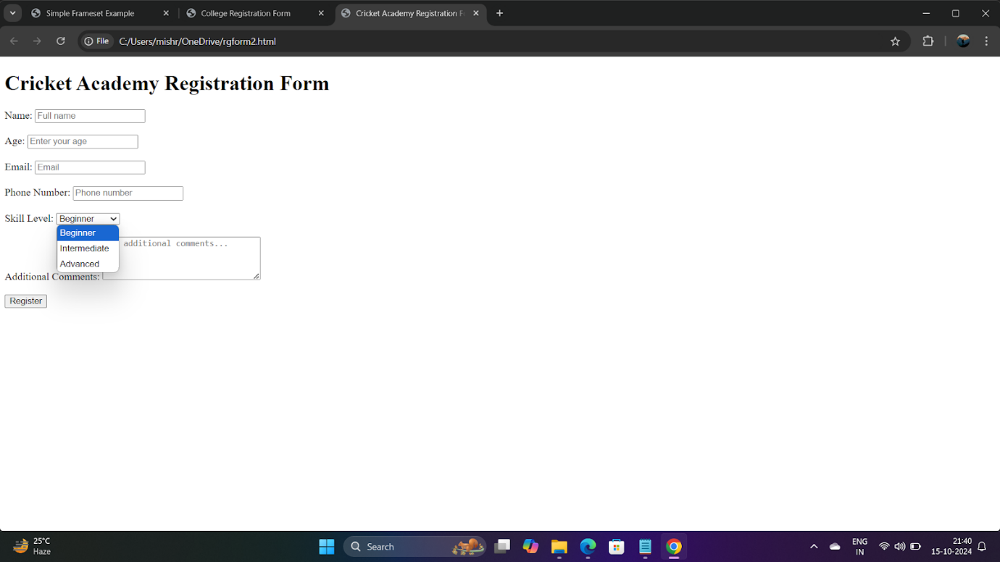 Simple Frameset Example
College Registration Form
Cricket Academy Registration F
File
C:/Users/mishr/OneDrive/rgform2.html
Cricket Academy Registration Form
Name: Full name
Age: Enter your age
Email: Email
Phone Number: Phone number
Skill Level: Beginner
Beginner
Intermediate
Advanced
additional comments...
Additional Comments:
Register
25°C
Haze
Search
ENG
IN
21:40
15-10-2024